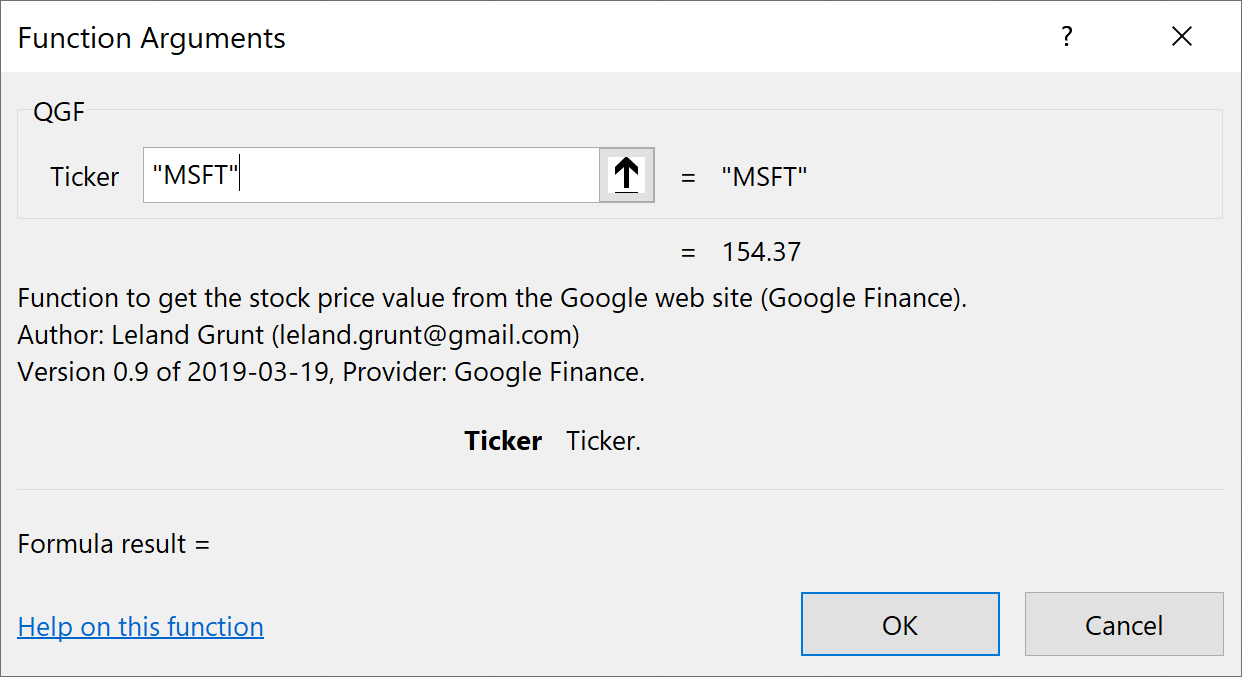 Function Arguments ?
QGF
Ticker "MSFT" = "MSFT"
= 154.37
Function to get the stock price value from the Google web site (Google Finance).
Author: Leland Grunt (leland.grunt@gmail.com)
Version 0.9 of 2019-03-19, Provider: Google Finance.
Ticker Ticker.
Formula result =
Help on this function OK Cancel